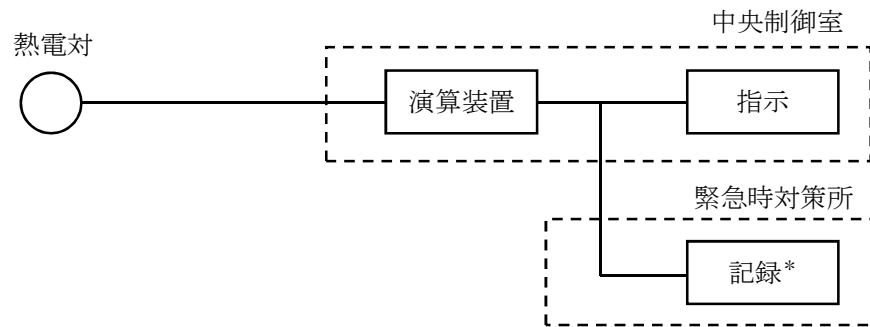 中央制御室
熱電対
演算装置
指示
緊急時対策所
記録*